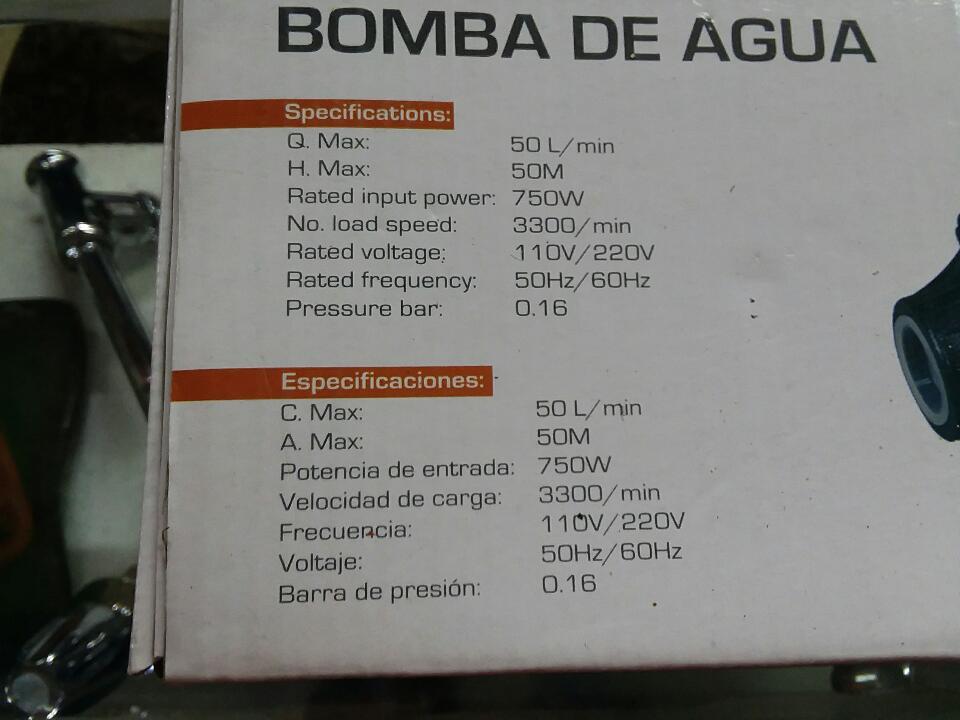 BOMBA DE AGUA
Specifications:
Q. Max: 50 L/min
H. Max: 50M
Rated input power: 750W
No. load speed: 3300/min
Rated voltage: 110V/220V
Rated frequency: 50Hz/60Hz
Pressure bar: 0.16
Especificaciones:
C. Max: 50 L/min
A. Max: 50M
Potencia de entrada: 750W
Velocidad de carga: 3300/min
Frecuencia: 110V/220V
Voltaje: 50Hz/60Hz
Barra de presión: 0.16